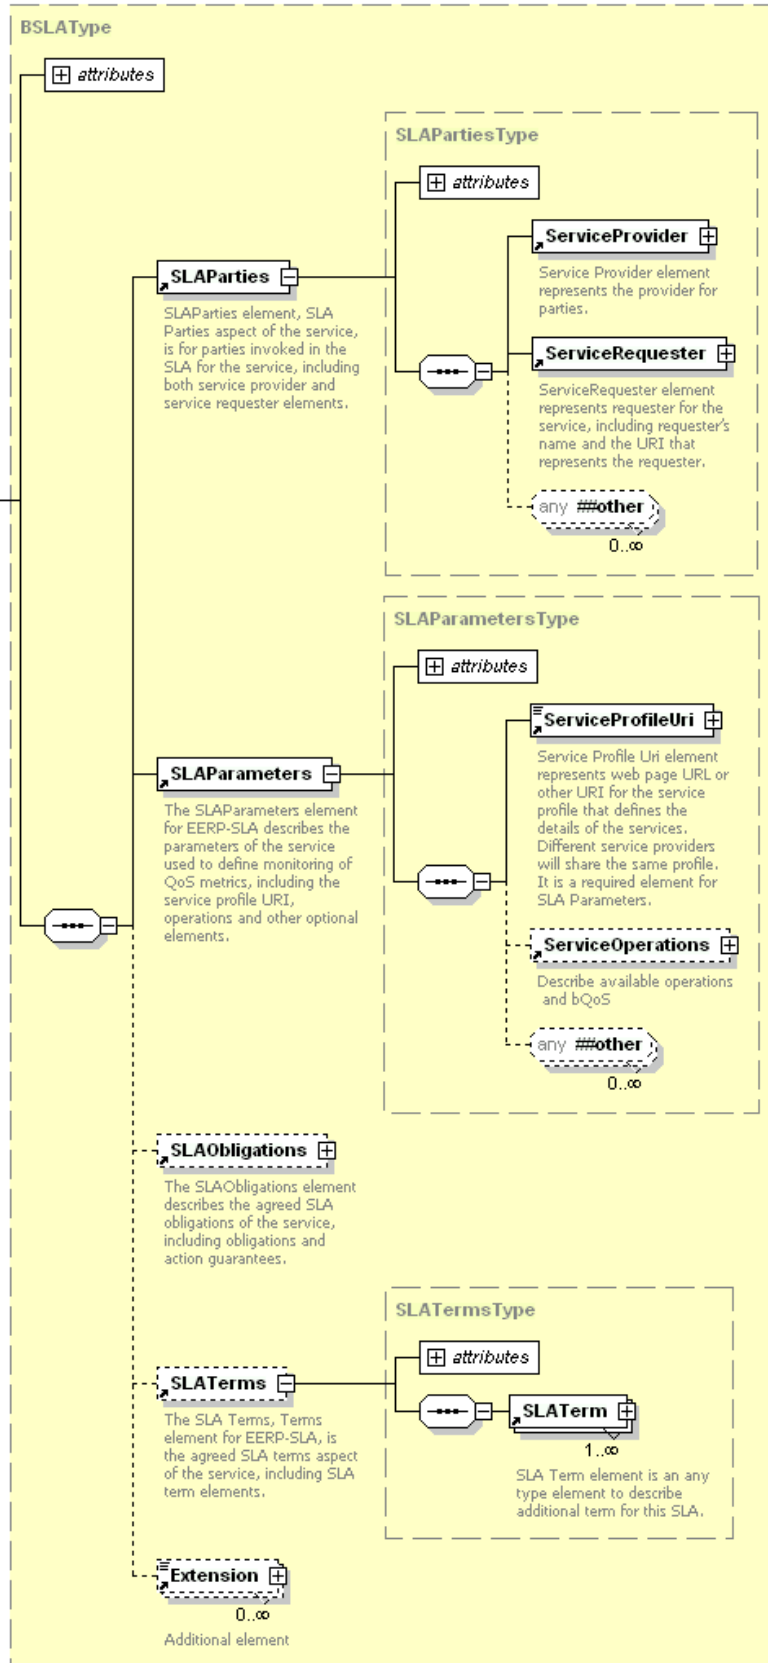 BSLAType
attributes
SLAPartiesType
attributes
ServiceProvider
Service Provider element
represents the provider for
parties.
SLAParties
SLAParties element, SLA
Parties aspect of the service,
is for parties invoked in the
SLA for the service, including
both service provider and
service requester elements.
ServiceRequester
ServiceRequester element
represents requester for the
service, including requester's
name and the URI that
represents the requester.
any ##other
0..∞
SLAParametersType
attributes
ServiceProfileUri
Service Profile Uri element
represents web page URL or
other URI for the service
profile that defines the
details of the services.
Different service providers
will share the same profile.
It is a required element for
SLA Parameters.
SLAParameters
The SLAParameters element
for EERP-SLA describes the
parameters of the service
used to define monitoring of
QoS metrics, including the
service profile URI,
operations and other optional
elements.
ServiceOperations
Describe available operations
and bQoS
any ##other
0..∞
SLAObligations
The SLAObligations element
describes the agreed SLA
obligations of the service,
including obligations and
action guarantees.
SLATermsType
attributes
SLATerms
The SLA Terms, Terms
element for EERP-SLA, is
the agreed SLA terms aspect
of the service, including SLA
term elements.
SLATerm
1..∞
SLA Term element is an any
type element to describe
additional term for this SLA.
Extension
0..∞
Additional element